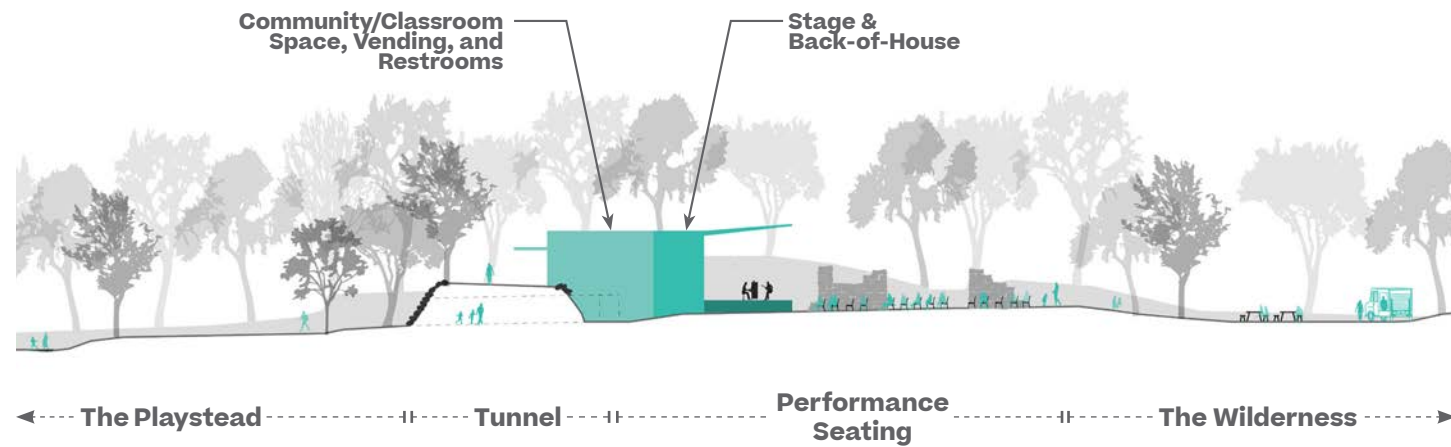 Community/Classroom
Space, Vending, and
Restrooms
Stage &
Back-of-House
The Playstead
Tunnel
Performance
Seating
The Wilderness